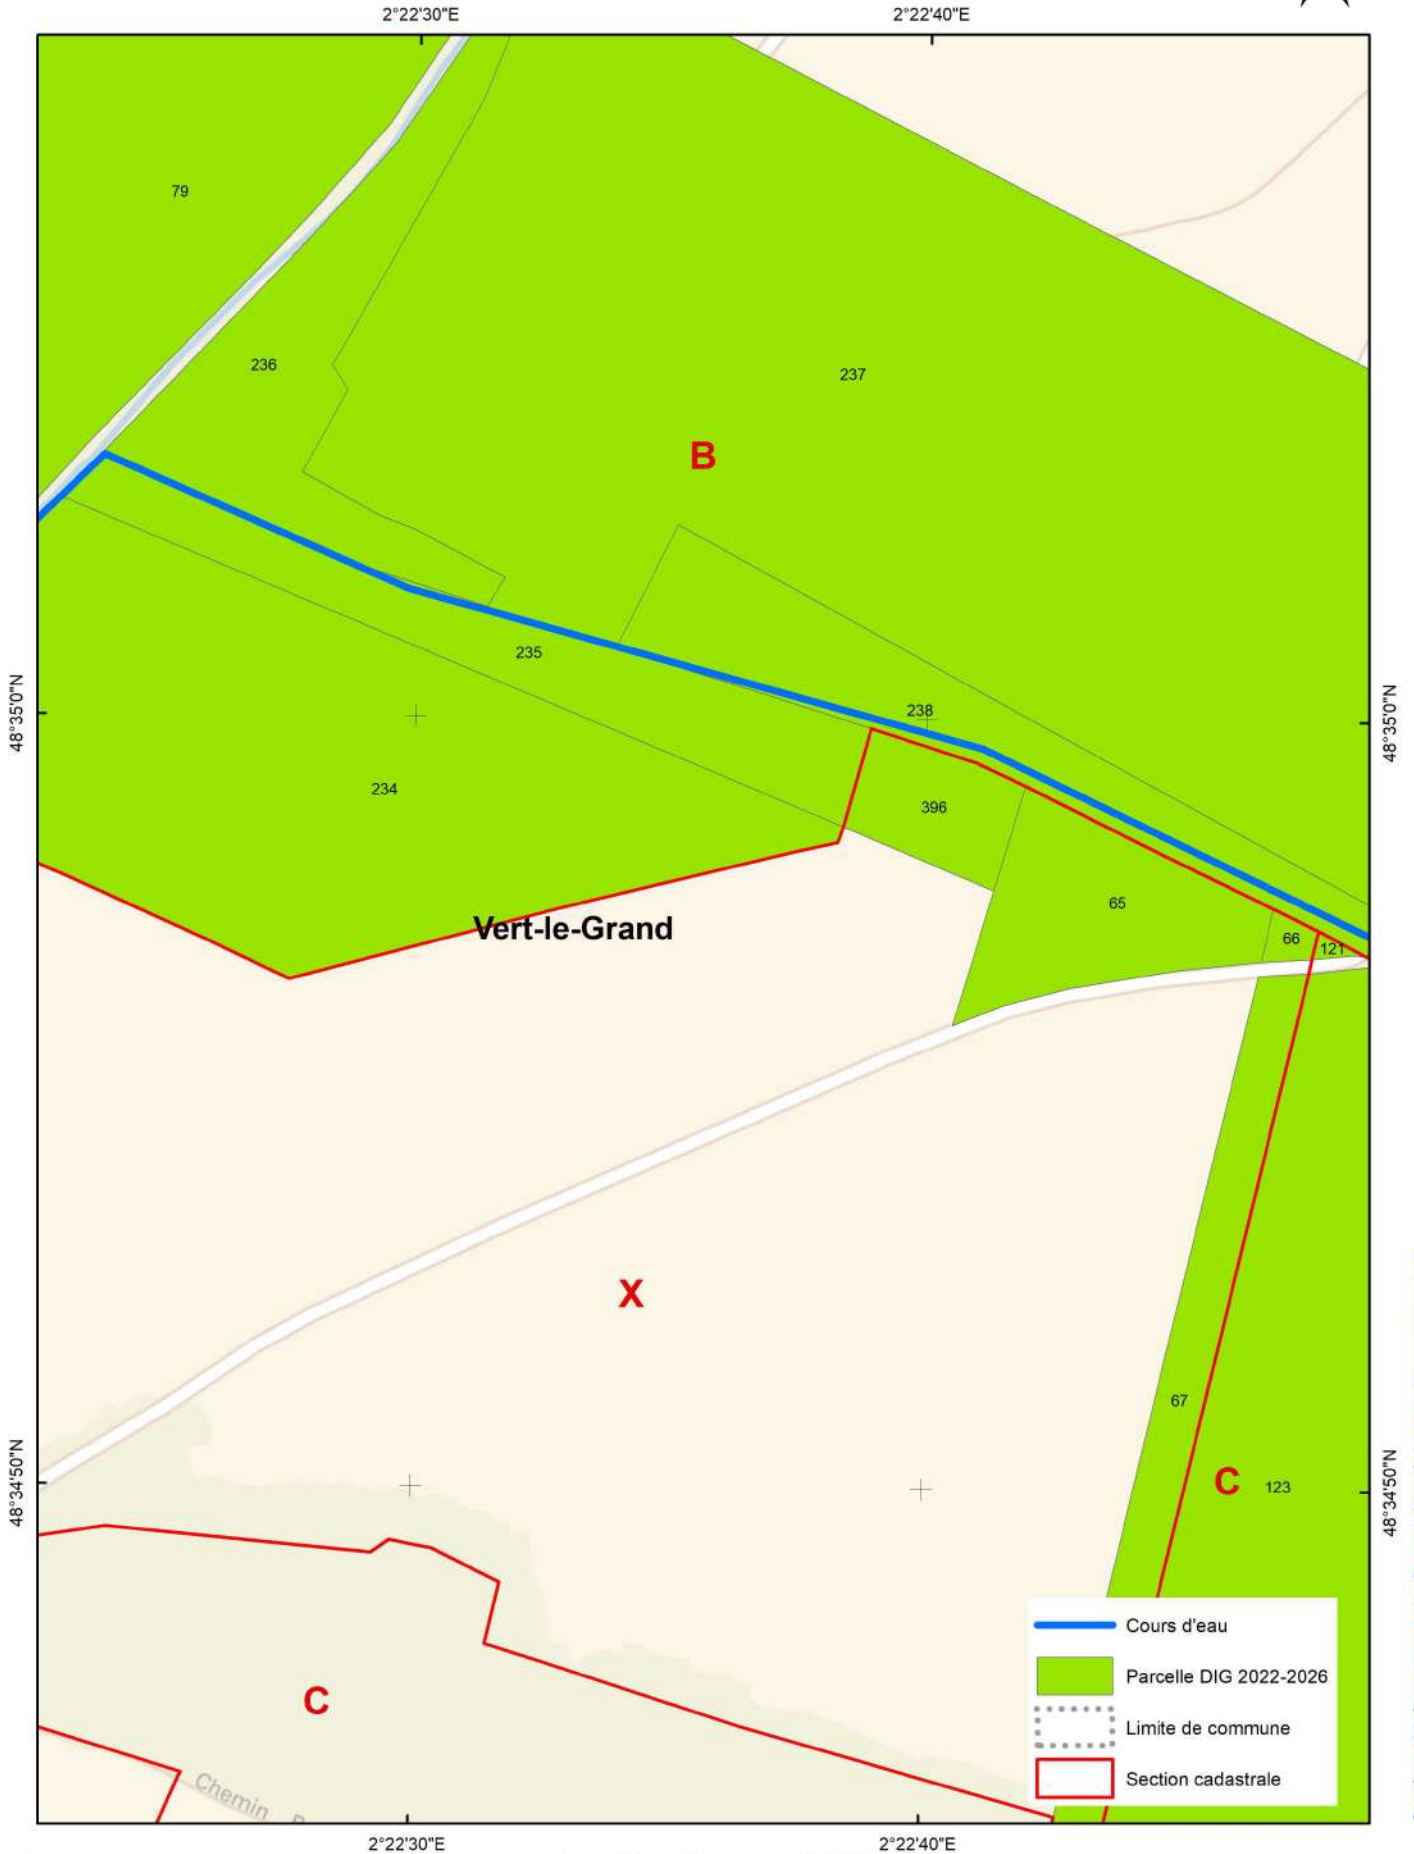 2°22'30"E
2°22'40"E
79
236
237
B
235
238
48°35'0"N
48°35'0"N
234
396
65
Vert-le-Grand
66
121
X
67
48°34'50"N
C
123
48°34'50"N
Cours d'eau
Parcelle DIG 2022-2026
C
Limite de commune
Section cadastrale
Chemin
2°22'30"E
2°22'40"E